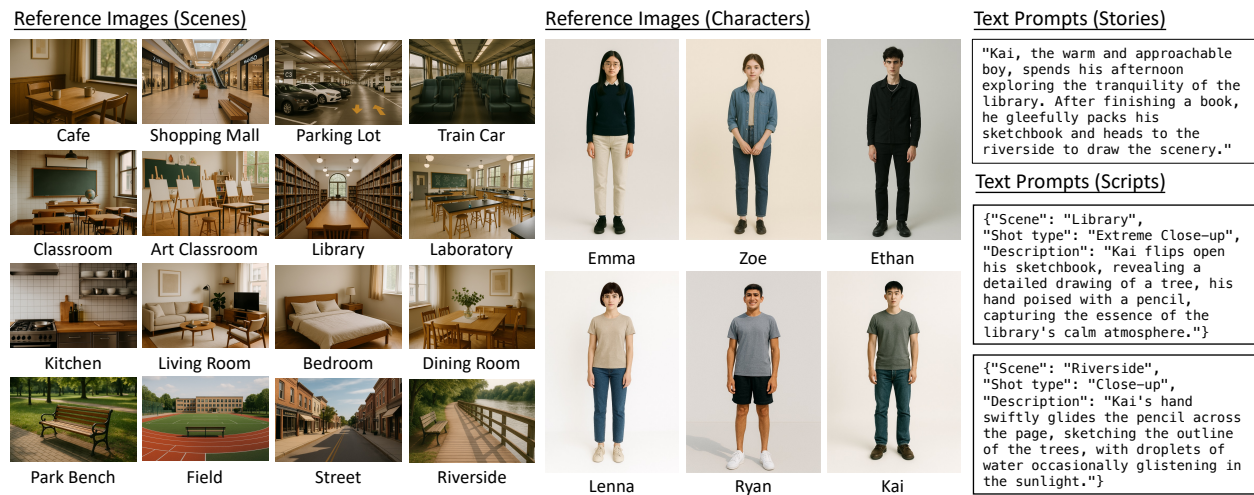 Reference Images (Scenes)
Cafe
Shopping Mall
Parking Lot
Train Car
Classroom
Art Classroom
Library
Laboratory
Kitchen
Living Room
Bedroom
Dining Room
Park Bench
Field
Street
Riverside
Reference Images (Characters)
Emma
Zoe
Ethan
Lenna
Ryan
Kai
Text Prompts (Stories)
"Kai, the warm and approachable
boy, spends his afternoon
exploring the tranquility of the
library. After finishing a book,
he gleefully packs his
sketchbook and heads to the
riverside to draw the scenery."
Text Prompts (Scripts)
{"Scene": "Library",
"Shot type": "Extreme Close-up",
"Description": "Kai flips open
his sketchbook, revealing a
detailed drawing of a tree, his
hand poised with a pencil,
capturing the essence of the
library's calm atmosphere."}
{"Scene": "Riverside",
"Shot type": "Close-up",
"Description": "Kai's hand
swiftly glides the pencil across
the page, sketching the outline
of the trees, with droplets of
water occasionally glistening in
the sunlight."}